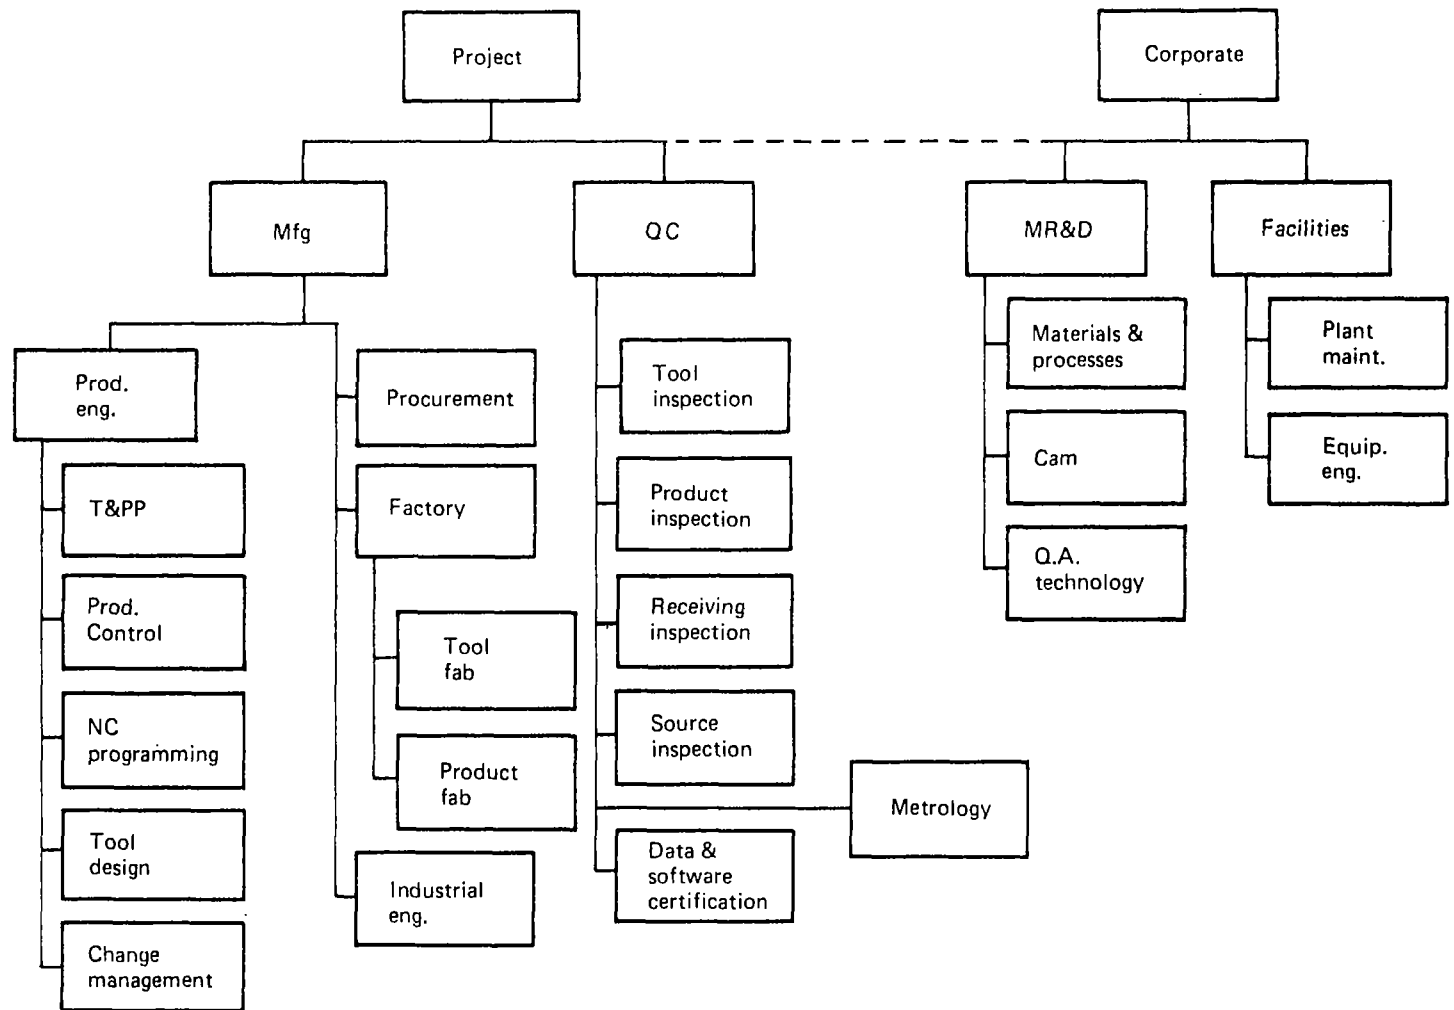 Project
Corporate
Mfg
QC
MR&D
Facilities
Prod.
eng.
T&PP
Prod.
Control
NC
programming
Tool
design
Change
management
Procurement
Factory
Tool
fab
Product
fab
Industrial
eng.
Tool
inspection
Product
inspection
Receiving
inspection
Source
inspection
Metrology
Data &
software
certification
Materials &
processes
Cam
Q.A.
technology
Plant
maint.
Equip.
eng.